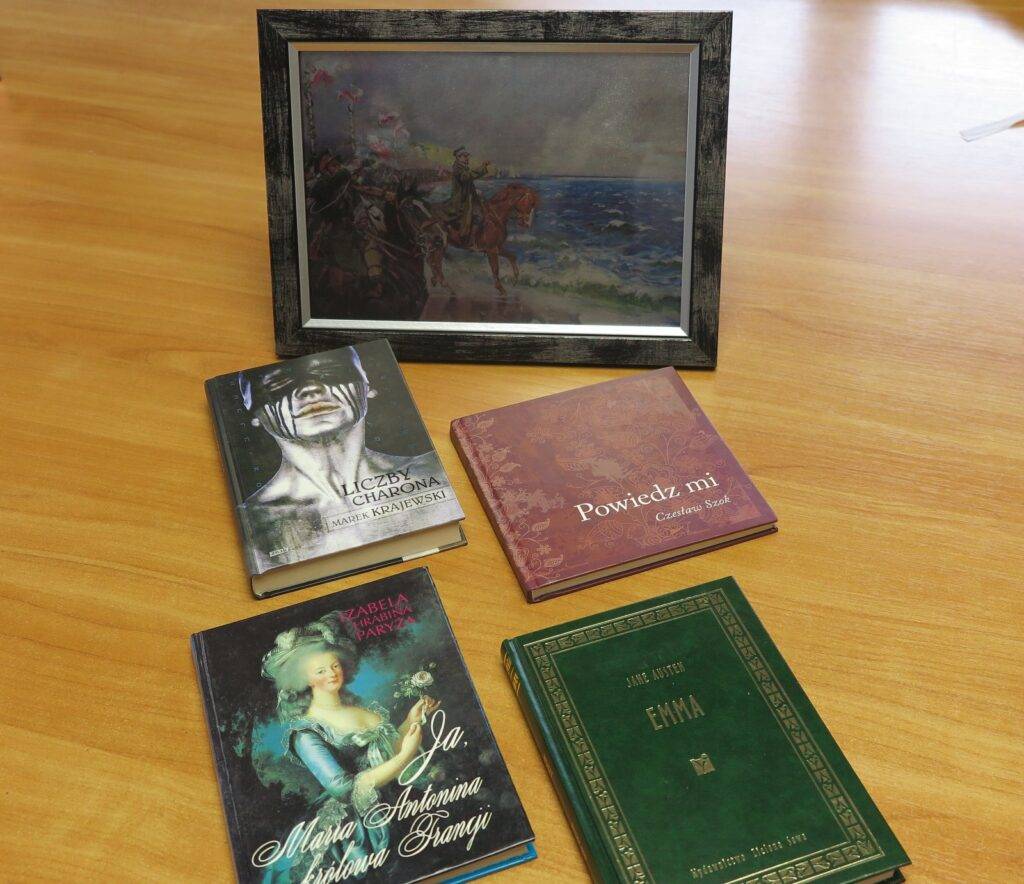 LICZBY
CHARONA
MAREK KRAJEWSKI
Powiedz mi
Czesław Szok
IZABELA
HRABINA
PARYŻA
Ja,
Maria Antonina
królowa Francji
JANE AUSTEN
EMMA
Wydawnictwo Zielona Sowa